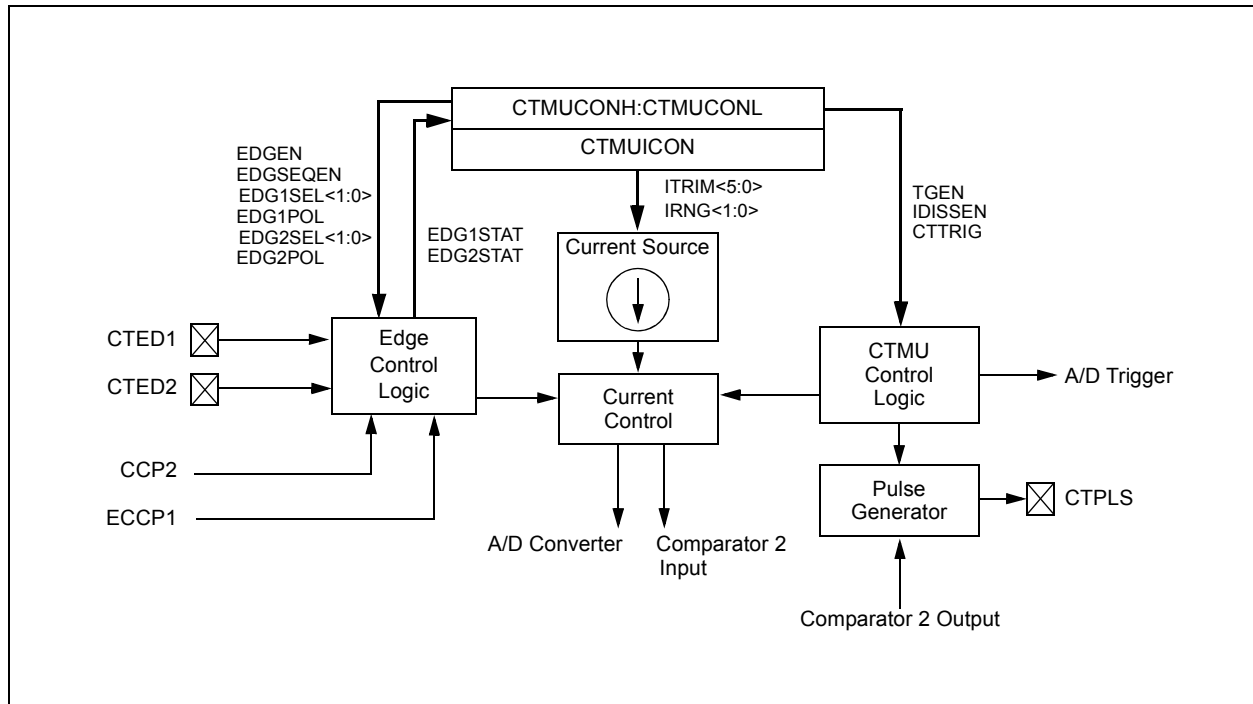 CTMUCONH:CTMUCONL
CTMUICON
EDGEN
EDGSEQEN
EDG1SEL<1:0>
EDG1POL
EDG2SEL<1:0>
EDG2POL
EDG1STAT
EDG2STAT
ITRIM<5:0>
IRNG<1:0>
TGEN
IDISSEN
CTTRIG
Current Source
CTED1
CTED2
Edge
Control
Logic
Current
Control
CTMU
Control
Logic
A/D Trigger
CCP2
ECCP1
Pulse
Generator
CTPLS
A/D Converter
Comparator 2
Input
Comparator 2 Output